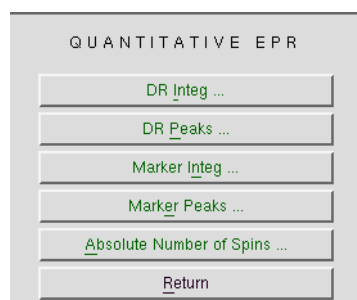 QUANTITATIVE EPR
DR Integ ...
DR Peaks ...
Marker Integ ...
Marker Peaks ...
Absolute Number of Spins ...
Return